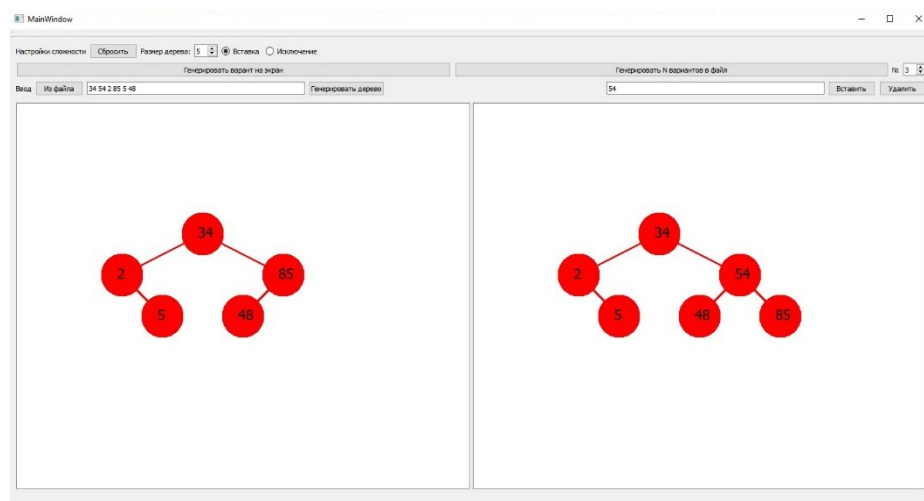 MainWindow
Настройки сложности Сбросить Размер дерева: 5 Вставка Исключение
Генерировать варант на экран Генерировать N вариантов в файл №: 3
Ввод Из файла 34 54 2 85 5 48 Генерировать дерево 54 Вставить Удалить
34 34
2 85 2 54
5 48 5 48 85